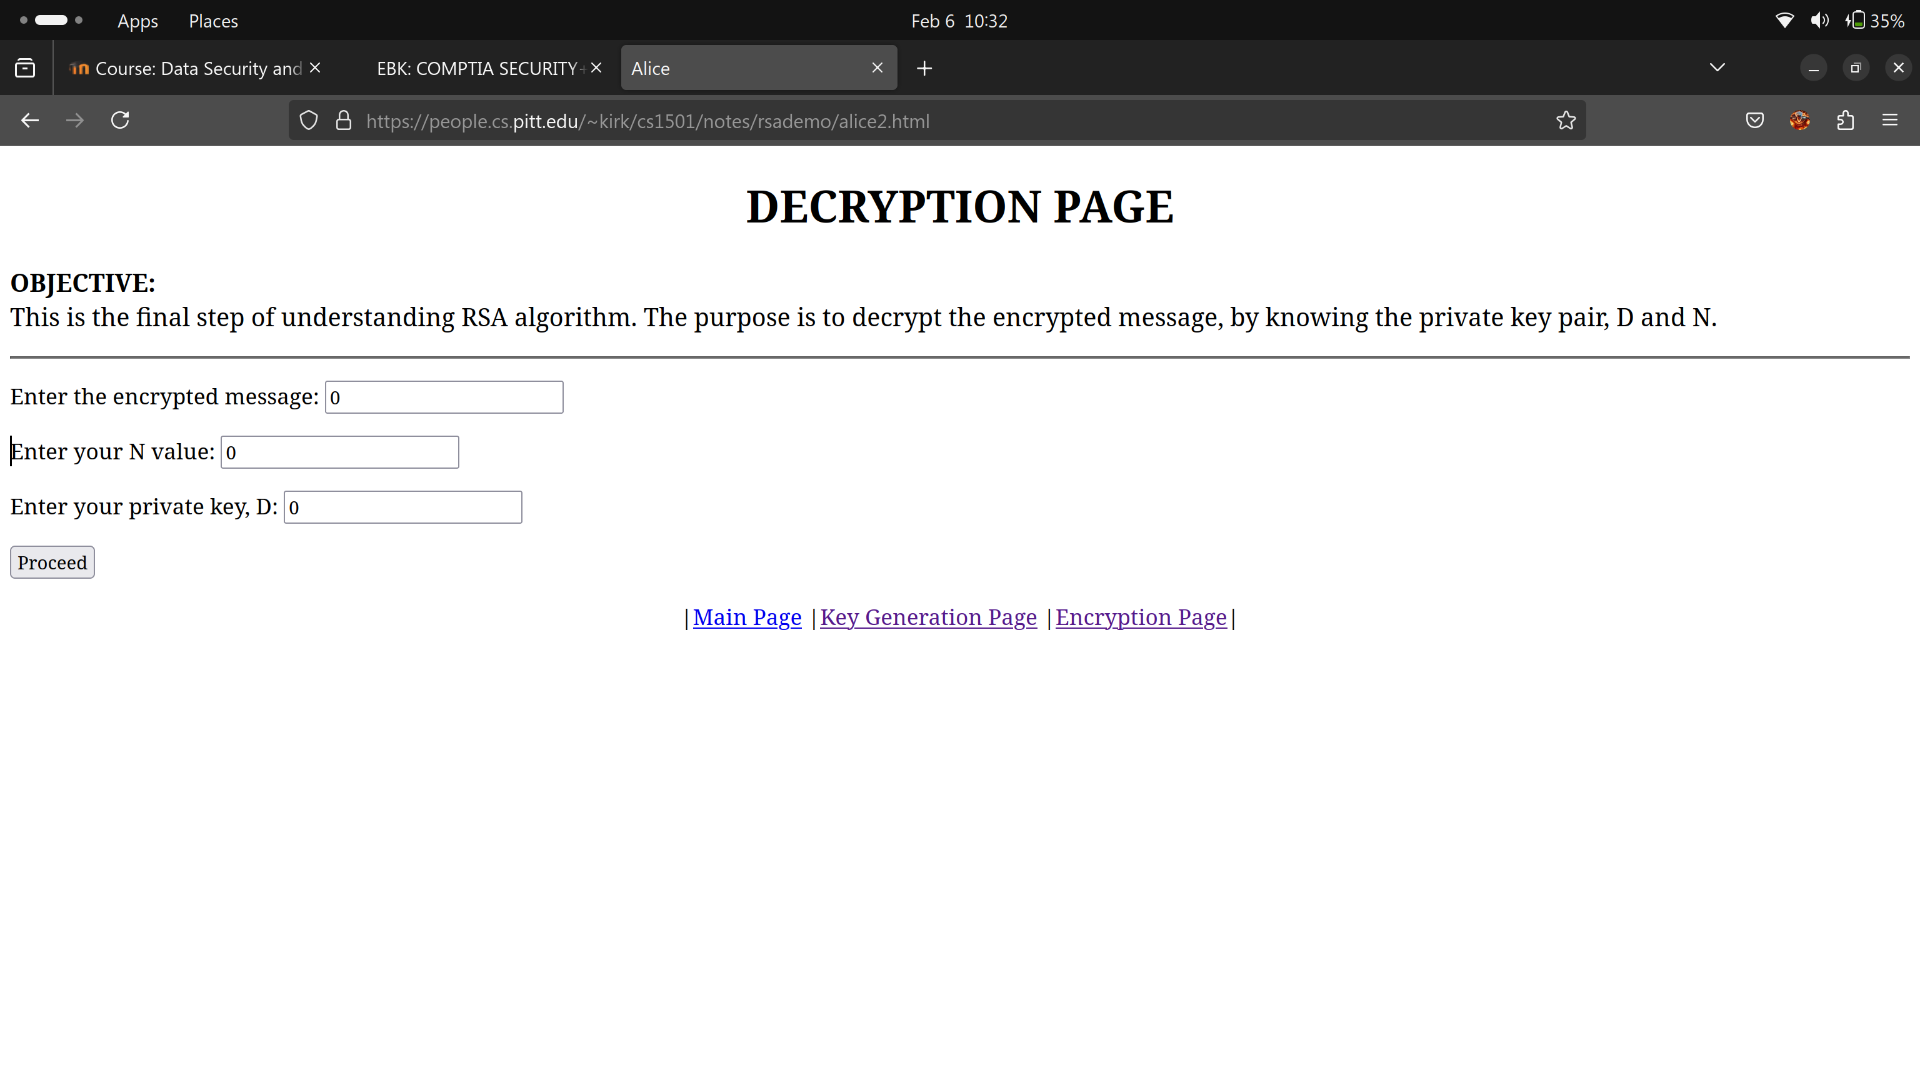 Apps Places Feb 6 10:32 35%
Course: Data Security and EBK: COMPTIA SECURITY+ Alice
https://people.cs.pitt.edu/~kirk/cs1501/notes/rsademo/alice2.html
DECRYPTION PAGE
OBJECTIVE:
This is the final step of understanding RSA algorithm. The purpose is to decrypt the encrypted message, by knowing the private key pair, D and N.
Enter the encrypted message: 0
Enter your N value: 0
Enter your private key, D: 0
Proceed
|Main Page |Key Generation Page |Encryption Page|